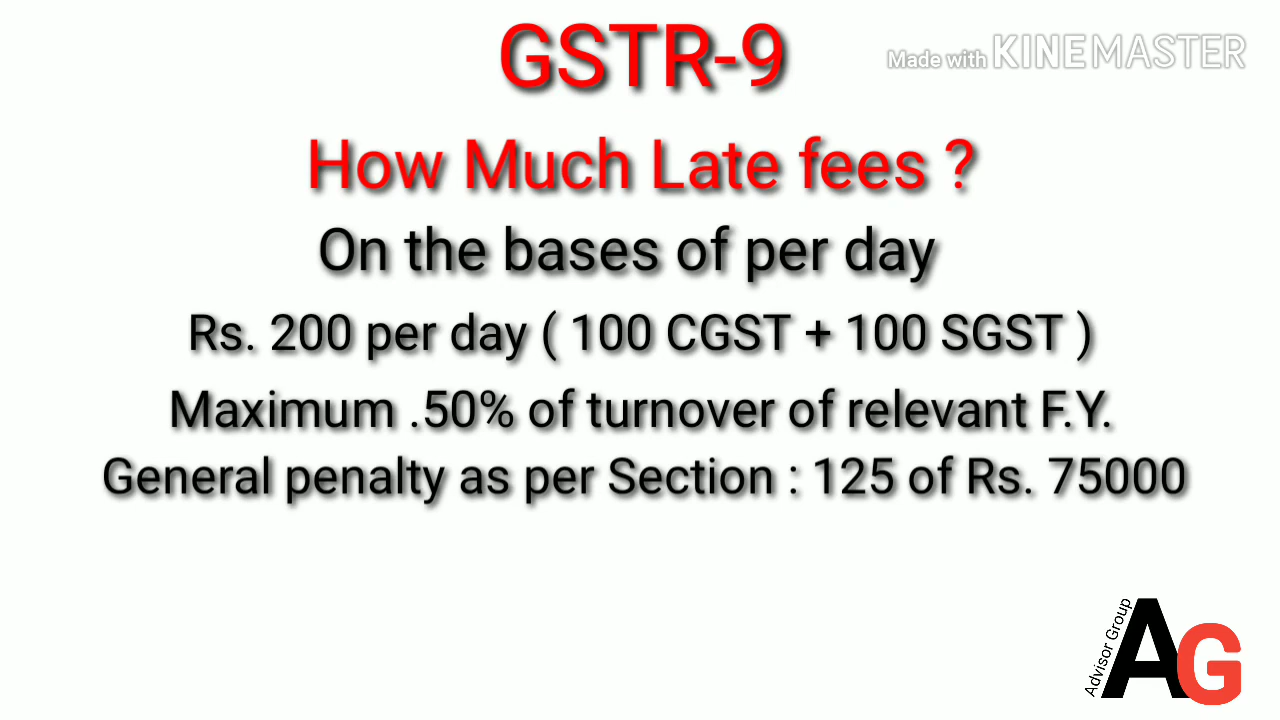 GSTR-9
Made with KINEMASTER
How Much Late fees ?
On the bases of per day
Rs. 200 per day ( 100 CGST + 100 SGST )
Maximum .50% of turnover of relevant F.Y.
General penalty as per Section : 125 of Rs. 75000
Advisor Group
AG